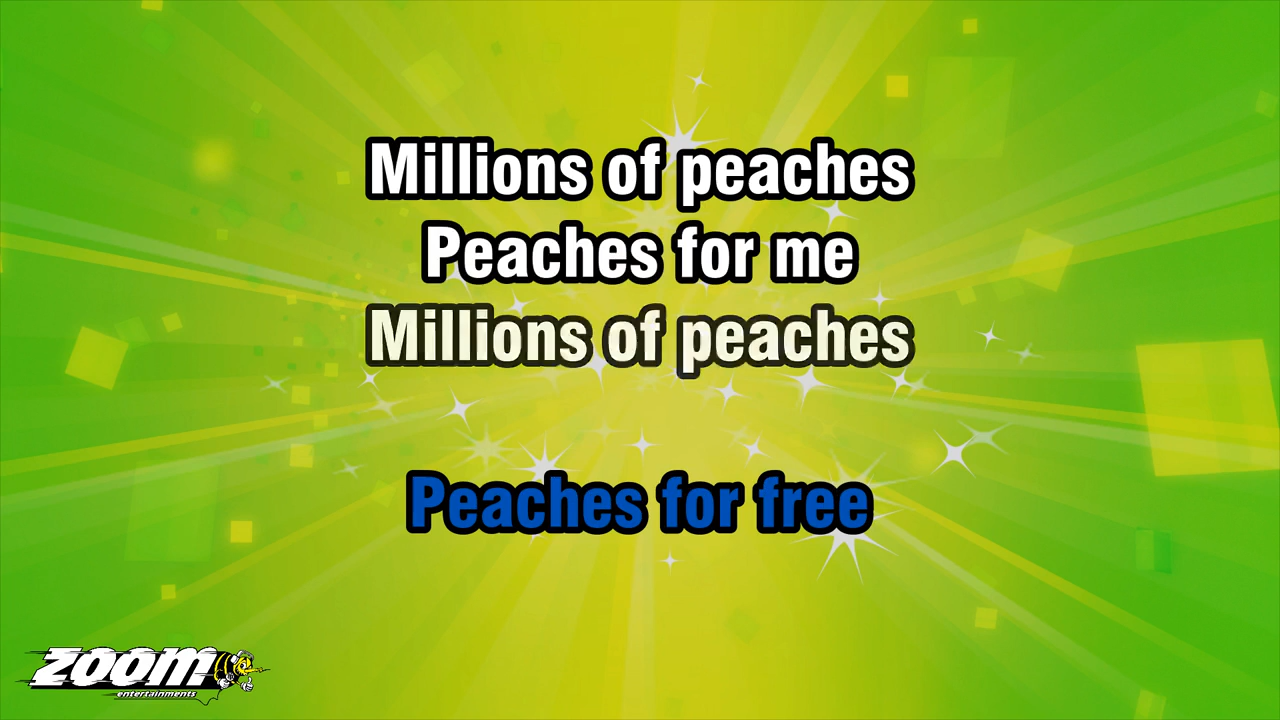 Millions of peaches
Peaches for me
Millions of peaches
Peaches for free
zoom
entertainments